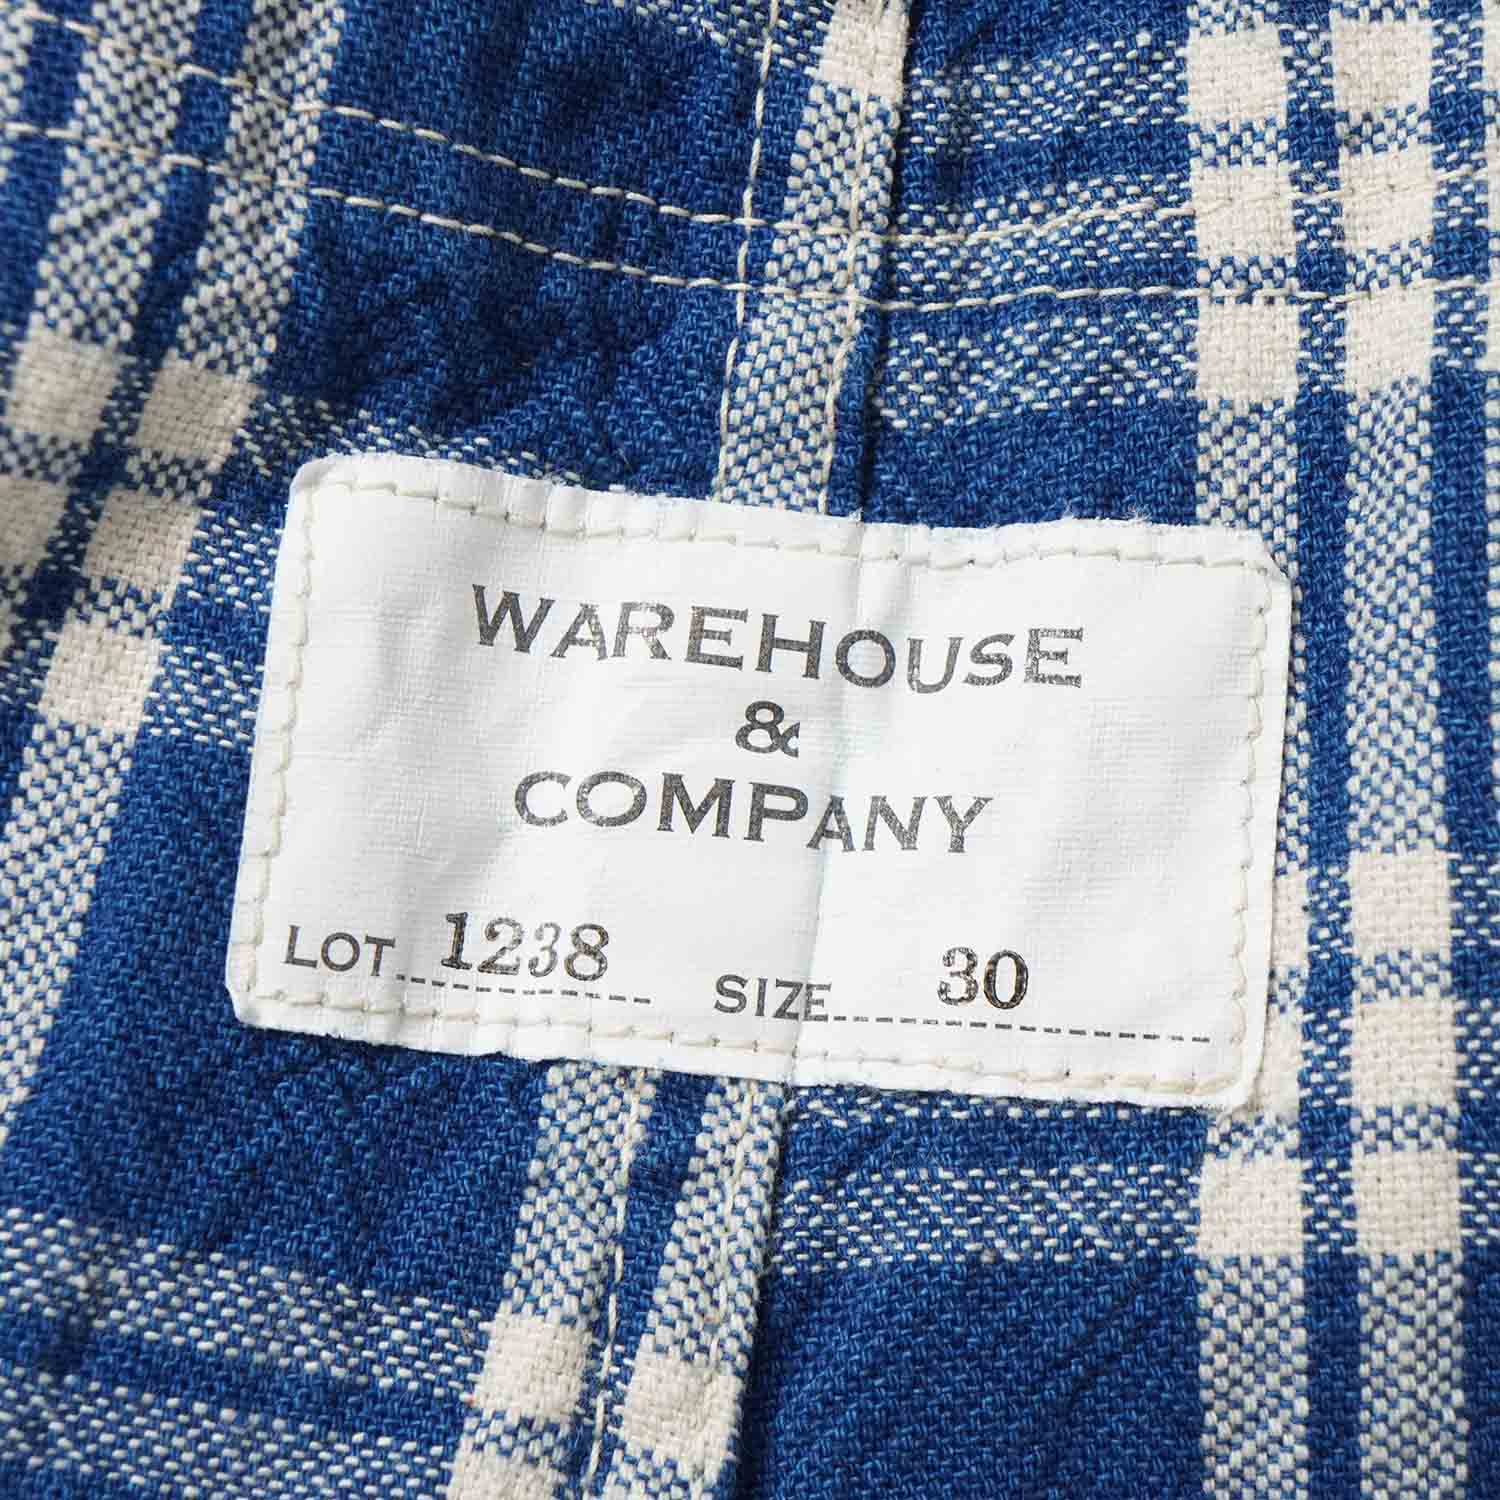 WAREHOUSE
&
COMPANY
LOT 1238 SIZE 30